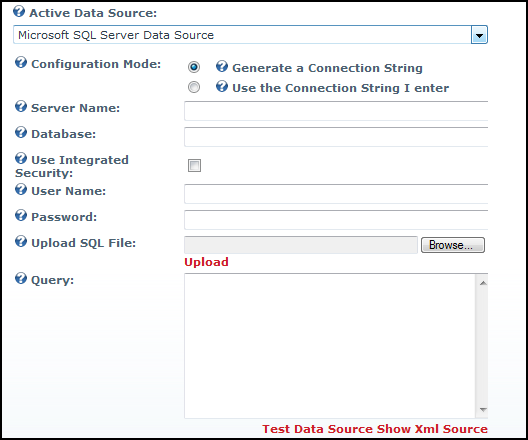 Active Data Source:
Microsoft SQL Server Data Source
Configuration Mode:
Generate a Connection String
Use the Connection String I enter
Server Name:
Database:
Use Integrated
Security:
User Name:
Password:
Upload SQL File:
Browse...
Upload
Query:
Test Data Source Show Xml Source